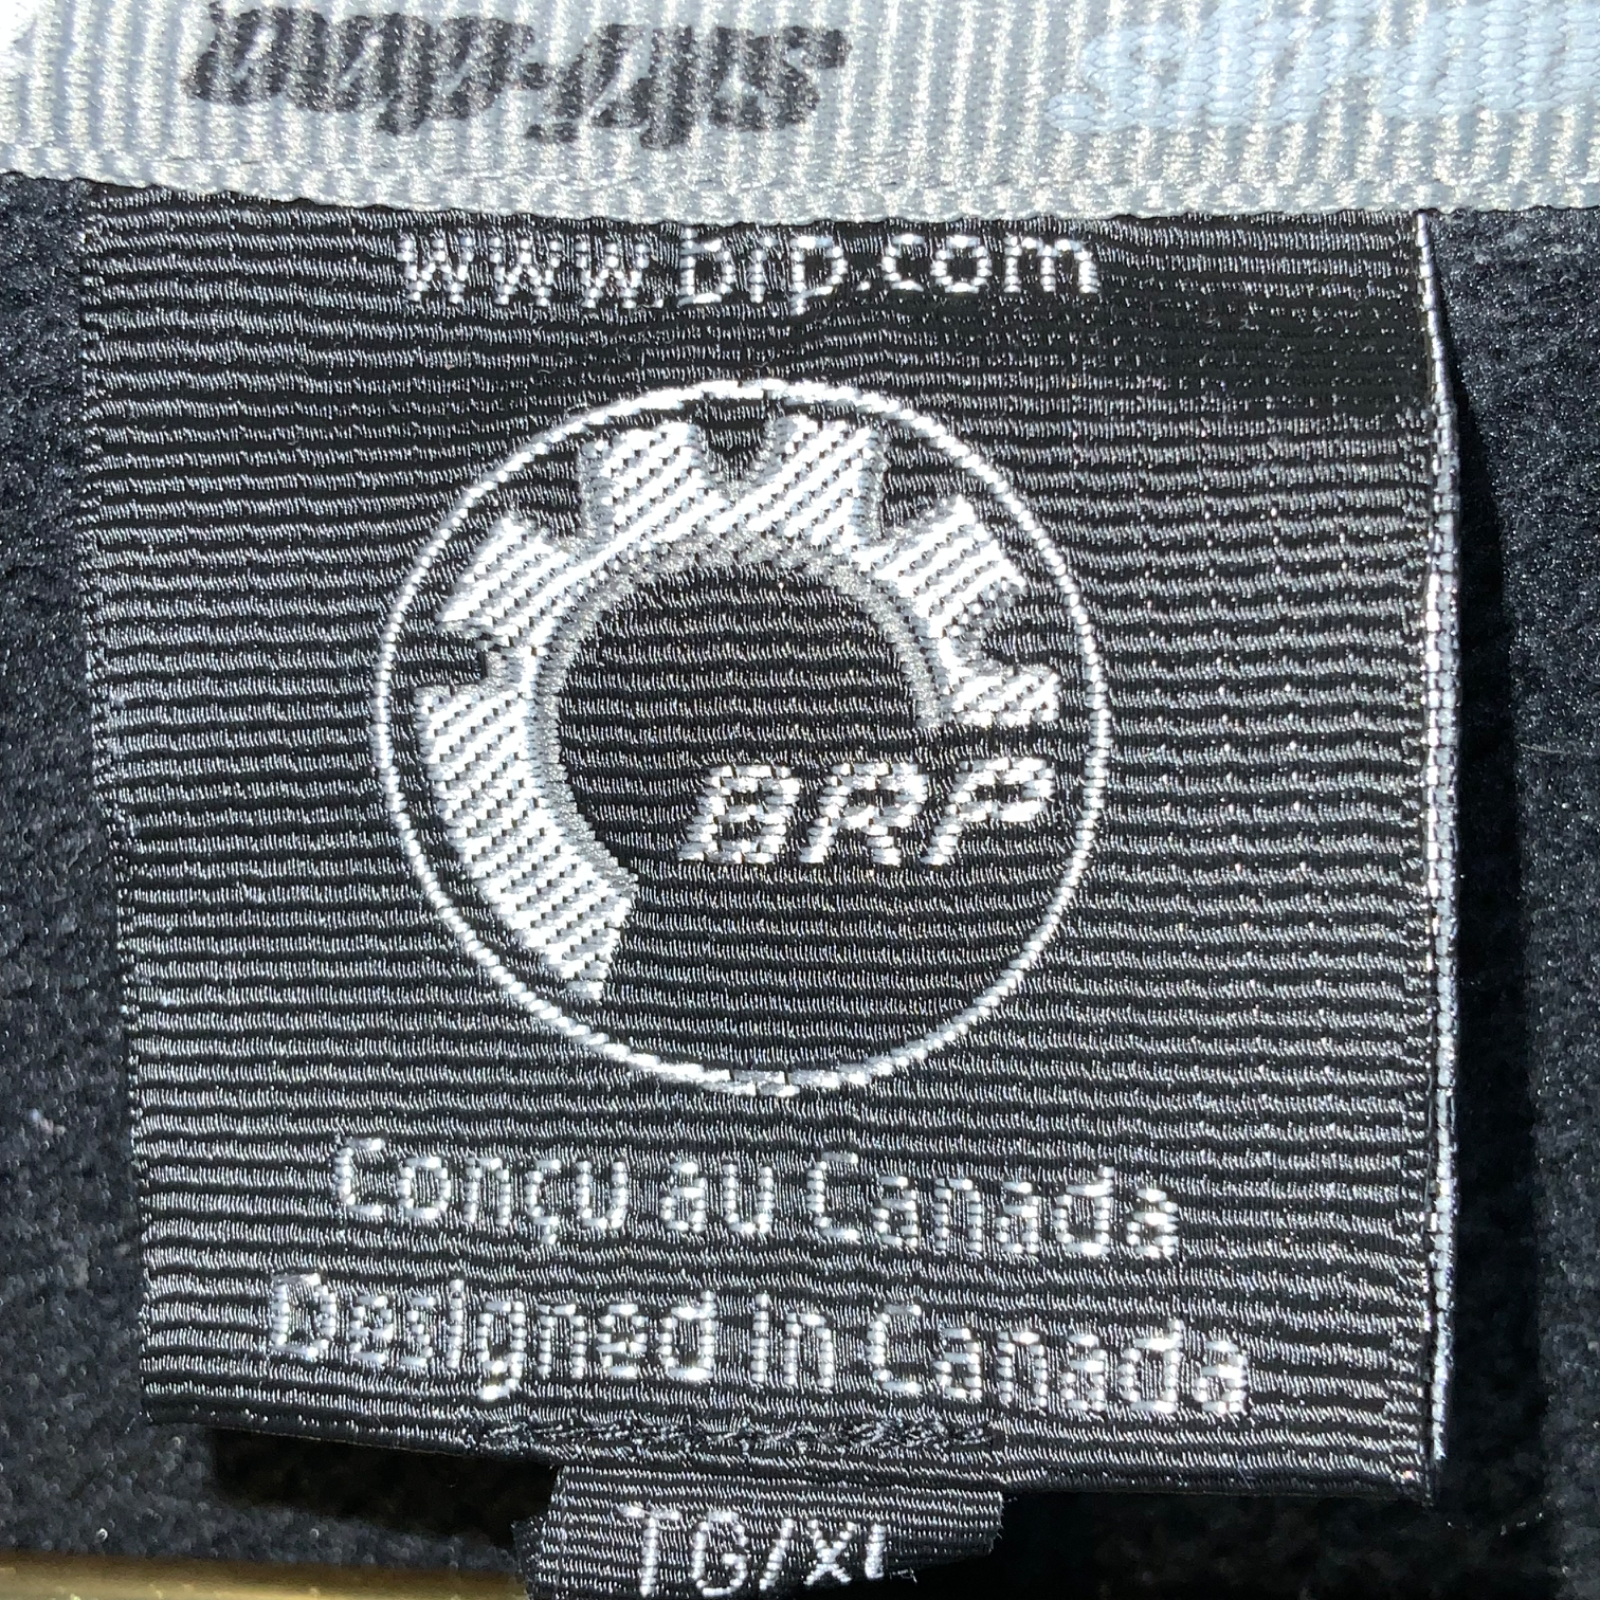 ski-doo
www.brp.com
BRP
Conçu au Canada
Designed in Canada
TG/XL